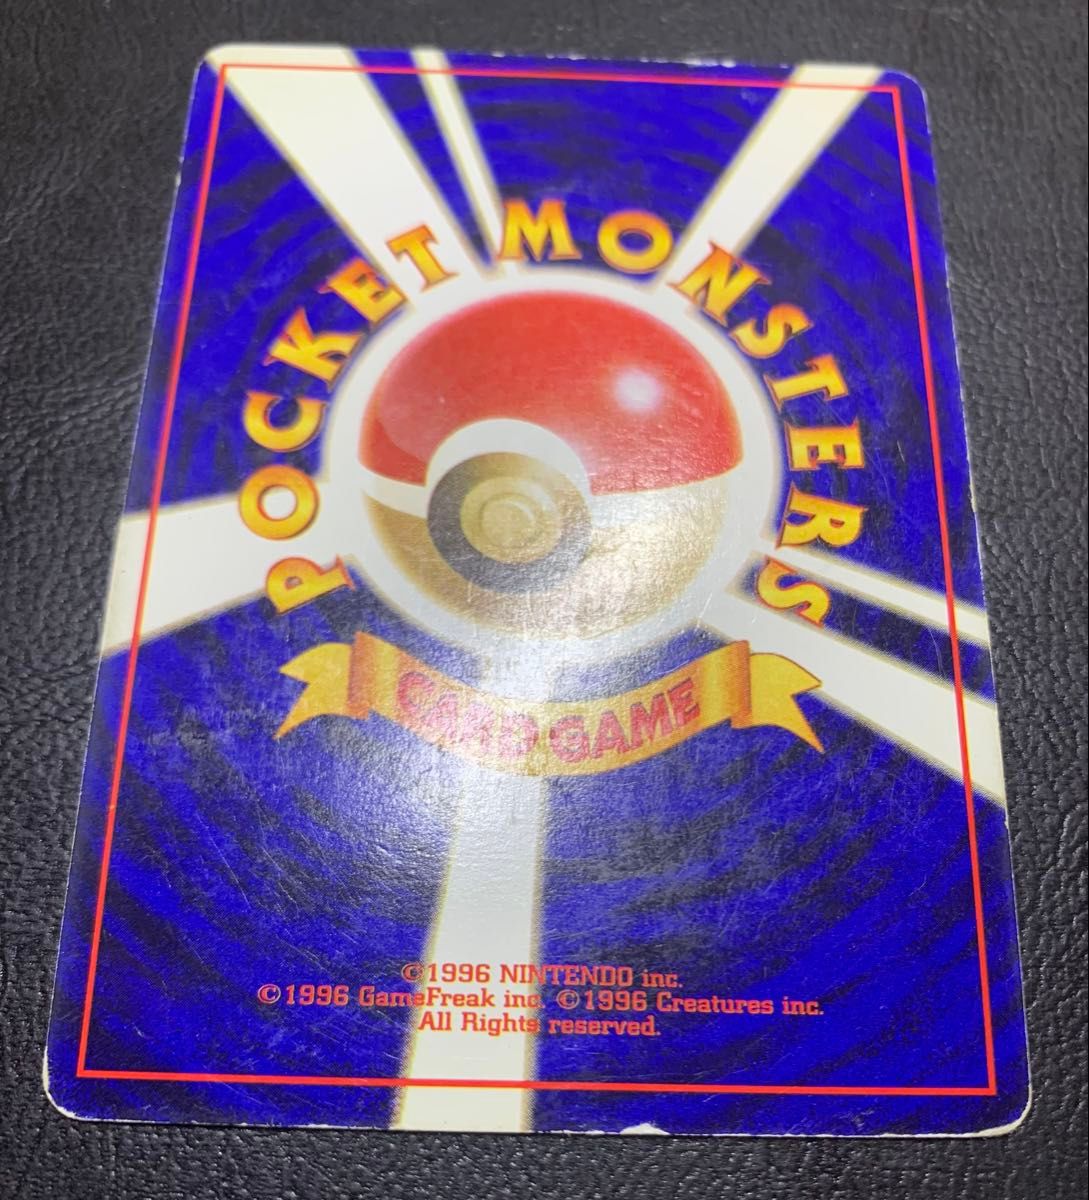 POCKET MONSTERS
CARD GAME
©1996 NINTENDO inc.
©1996 GameFreak inc. ©1996 Creatures inc.
All Rights reserved.